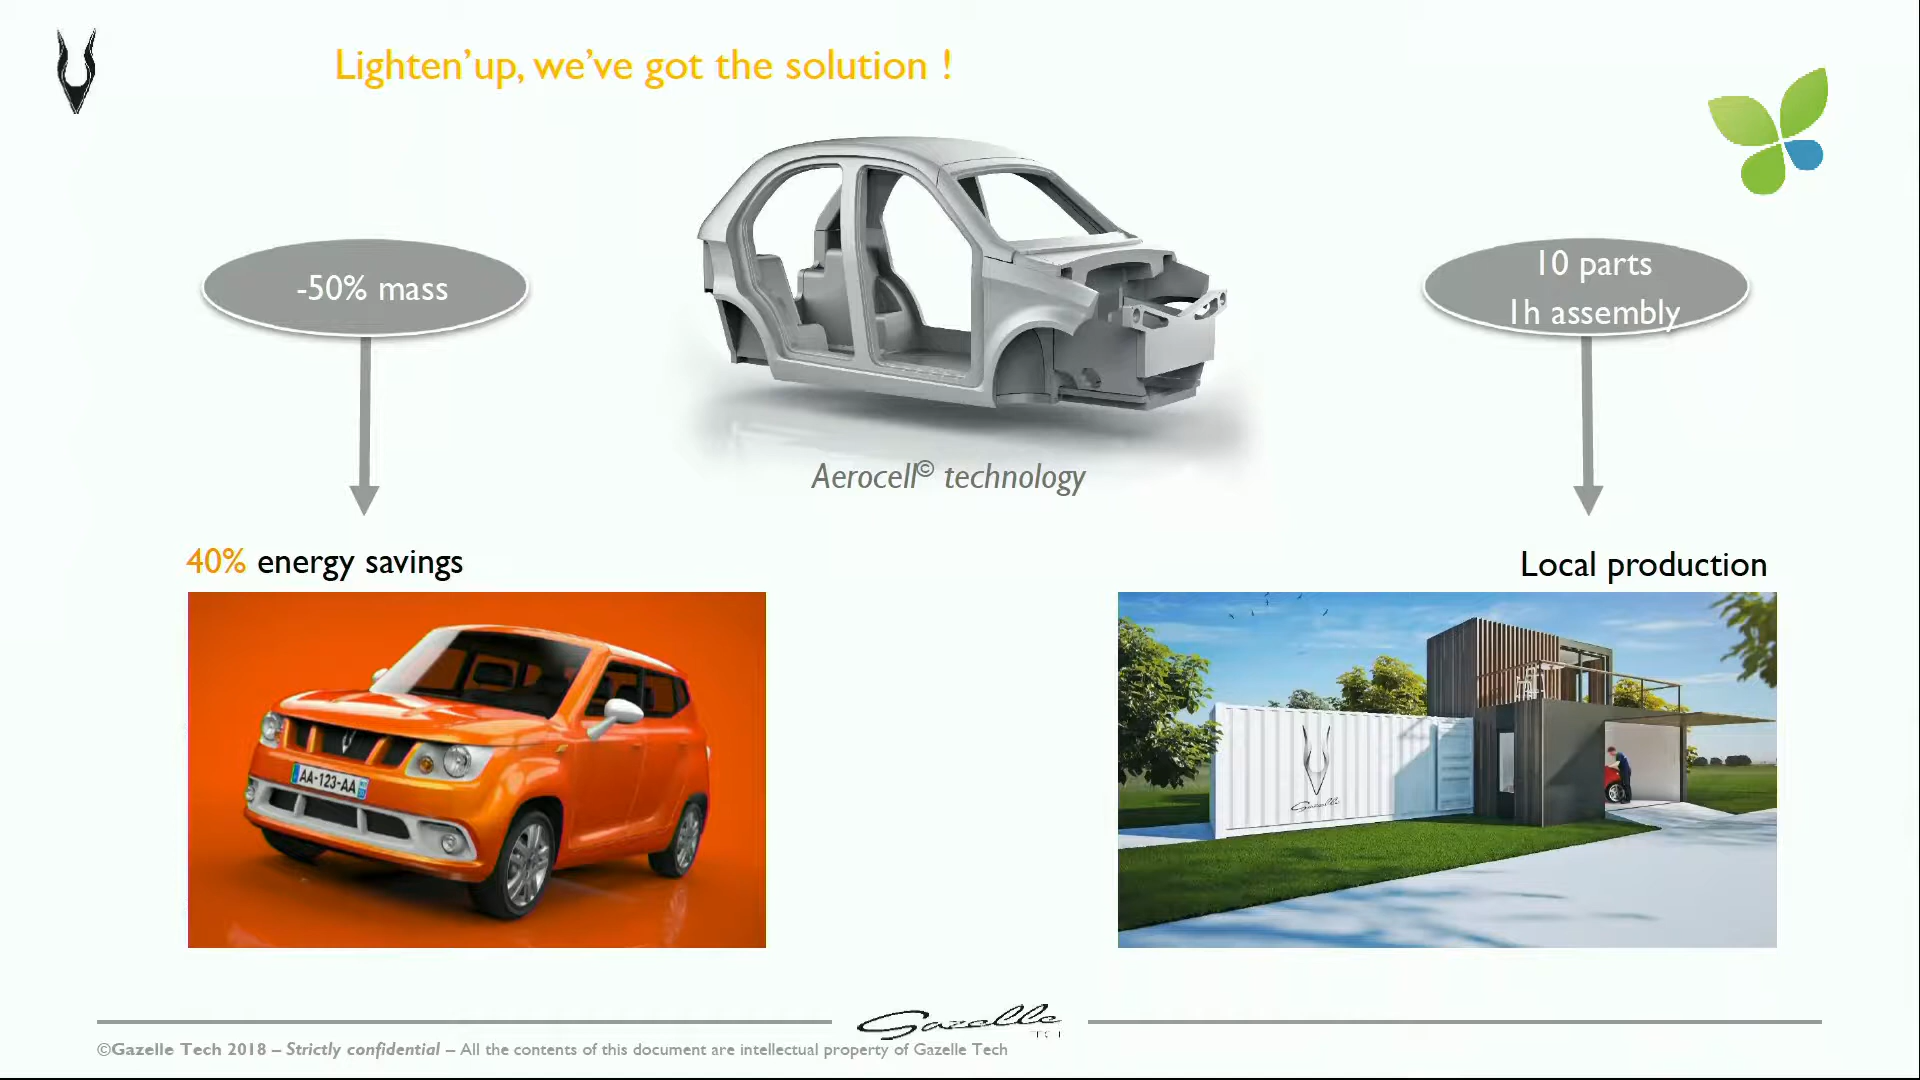 Lighten'up, we've got the solution !
-50% mass
10 parts
1h assembly
Aerocell© technology
40% energy savings
Local production
AA-123-AA
Gazelle
Gazelle
TECH
©Gazelle Tech 2018 – Strictly confidential – All the contents of this document are intellectual property of Gazelle Tech